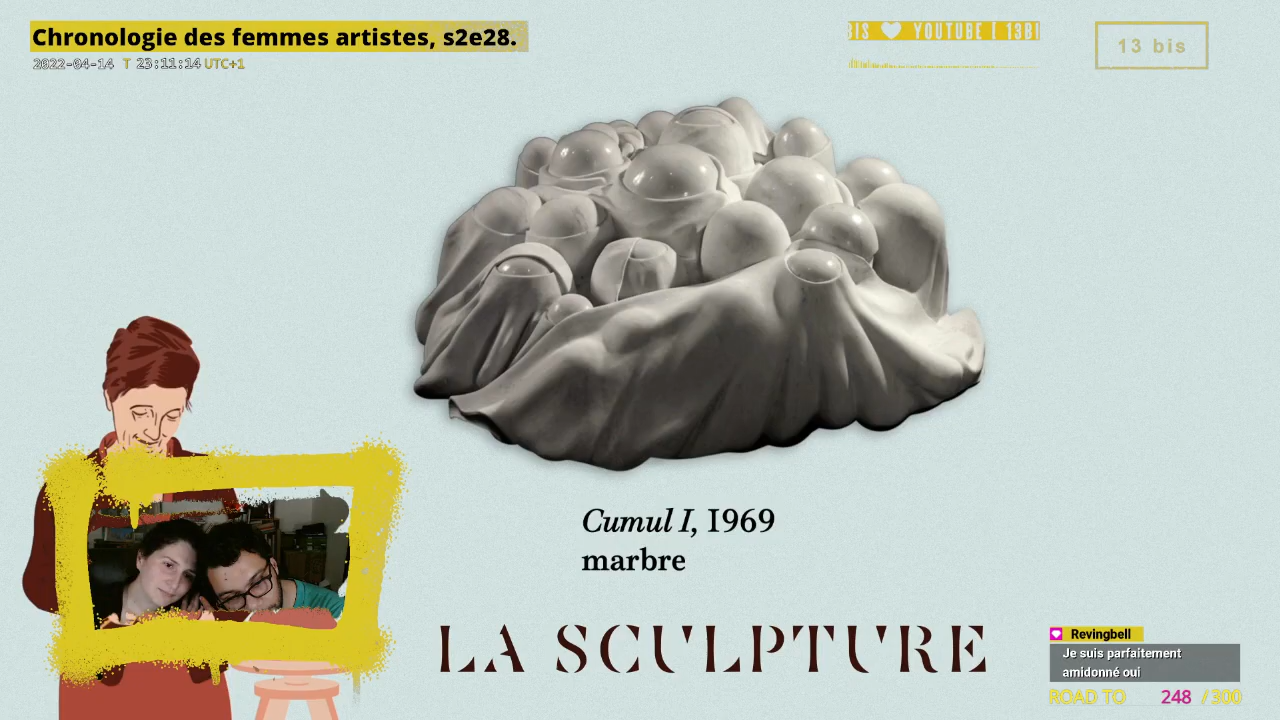 Chronologie des femmes artistes, s2e28.
2022-04-14 T 23:11:14 UTC+1
BIS YOUTUBE [ 13BI
13 bis
Cumul I, 1969
marbre
LA SCULPTURE
Revingbell
Je suis parfaitement
amidonné oui
ROAD TO 248 / 300